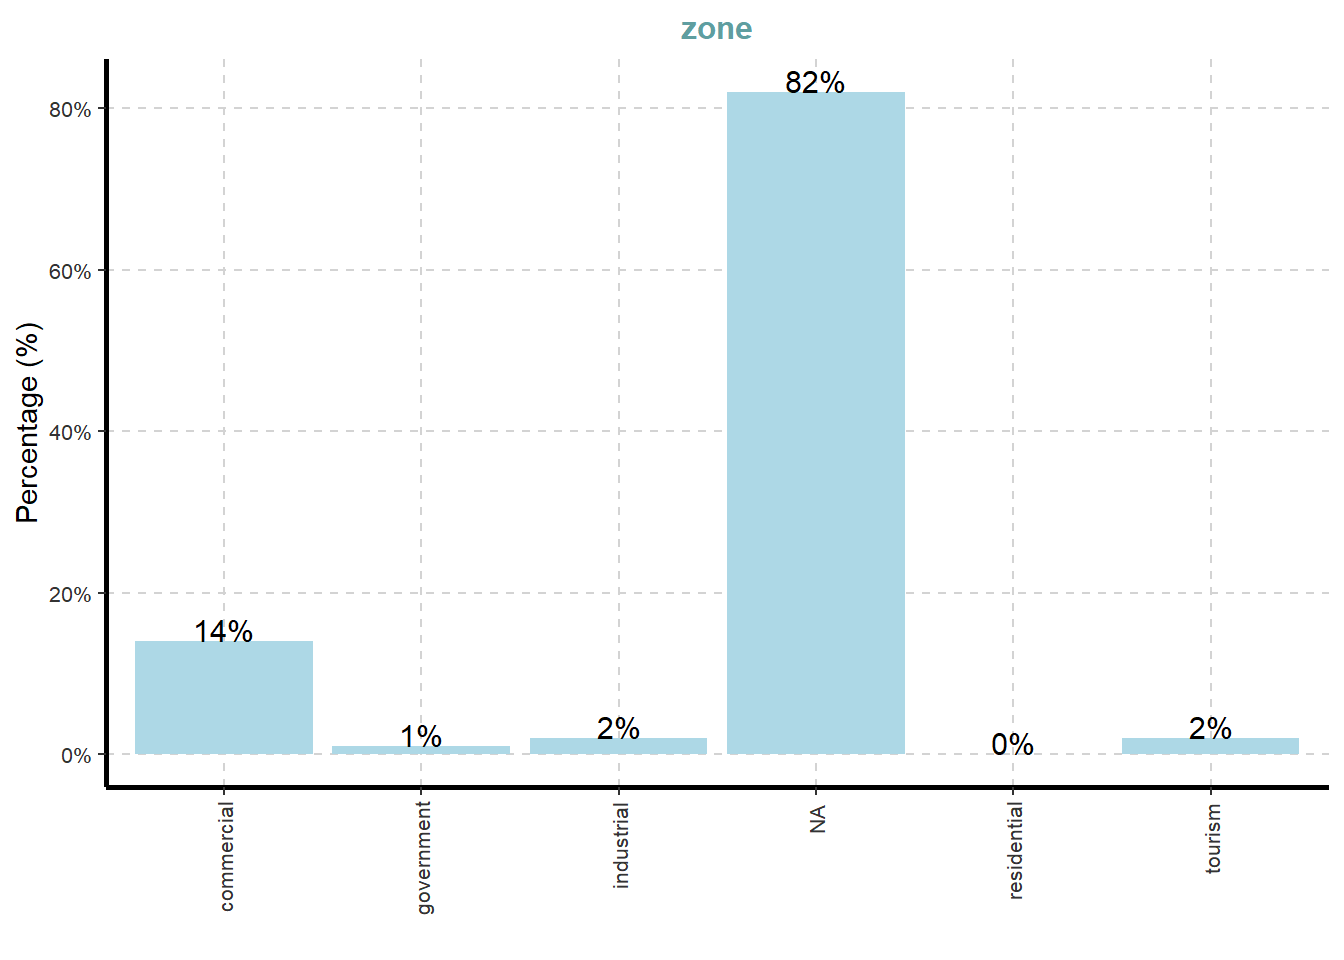 zone
Percentage (%)
80%
60%
40%
20%
0%
14%
1%
2%
82%
0%
2%
commercial
government
industrial
NA
residential
tourism